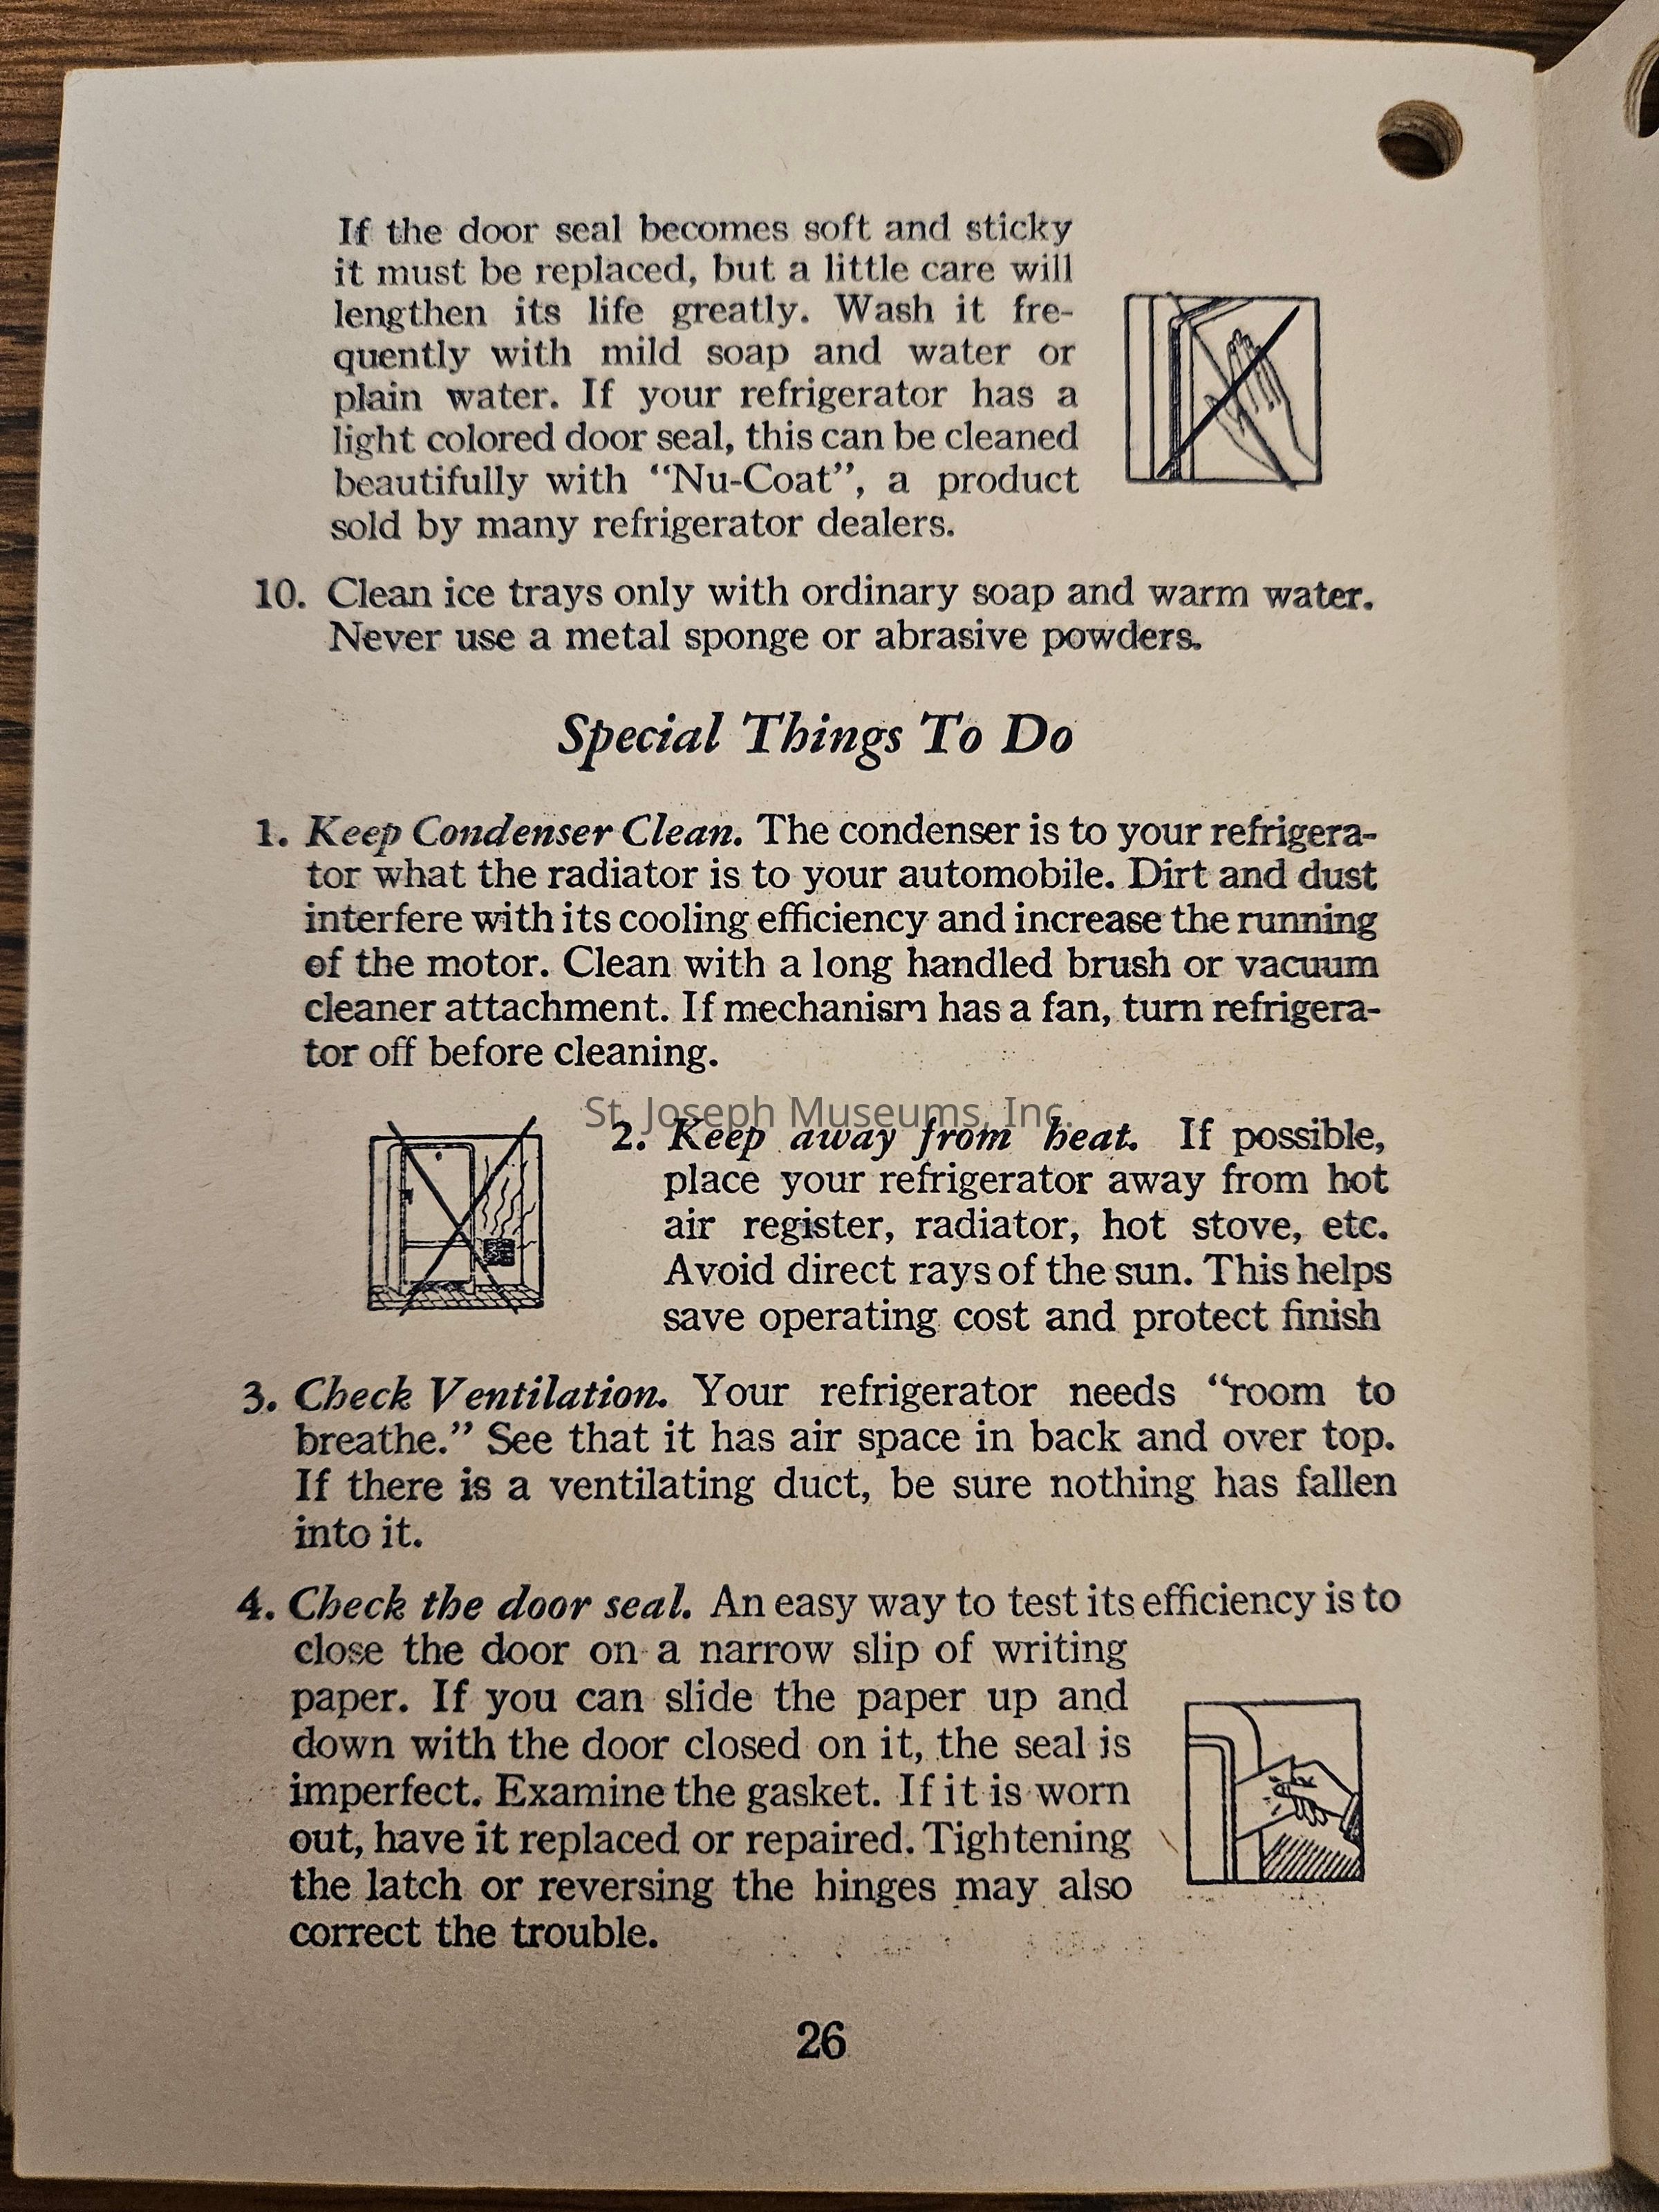 If the door seal becomes soft and sticky
it must be replaced, but a little care will
lengthen its life greatly. Wash it fre-
quently with mild soap and water or
plain water. If your refrigerator has a
light colored door seal, this can be cleaned
beautifully with “Nu-Coat”, a product
sold by many refrigerator dealers.
10. Clean ice trays only with ordinary soap and warm water.
Never use a metal sponge or abrasive powders.
Special Things To Do
1. Keep Condenser Clean. The condenser is to your refrigera-
tor what the radiator is to your automobile. Dirt and dust
interfere with its cooling efficiency and increase the running
of the motor. Clean with a long handled brush or vacuum
cleaner attachment. If mechanism has a fan, turn refrigera-
tor off before cleaning.
St. Joseph Museums, Inc.
2. Keep away from heat. If possible,
place your refrigerator away from hot
air register, radiator, hot stove, etc.
Avoid direct rays of the sun. This helps
save operating cost and protect finish
3. Check Ventilation. Your refrigerator needs “room to
breathe.” See that it has air space in back and over top.
If there is a ventilating duct, be sure nothing has fallen
into it.
4. Check the door seal. An easy way to test its efficiency is to
close the door on a narrow slip of writing
paper. If you can slide the paper up and
down with the door closed on it, the seal is
imperfect. Examine the gasket. If it is worn
out, have it replaced or repaired. Tightening
the latch or reversing the hinges may also
correct the trouble.
26